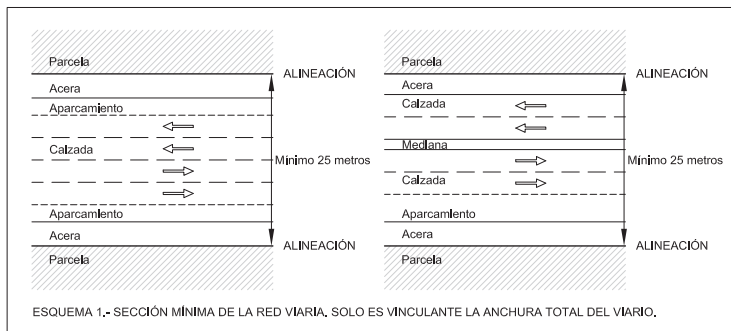 Parcela
ALINEACIÓN
Acera
Aparcamiento
Calzada
Mínimo 25 metros
Aparcamiento
Acera
ALINEACIÓN
Parcela
Parcela
ALINEACIÓN
Acera
Calzada
Mediana
Mínimo 25 metros
Calzada
Aparcamiento
Acera
ALINEACIÓN
Parcela
ESQUEMA 1.- SECCIÓN MÍNIMA DE LA RED VIARIA. SOLO ES VINCULANTE LA ANCHURA TOTAL DEL VIARIO.